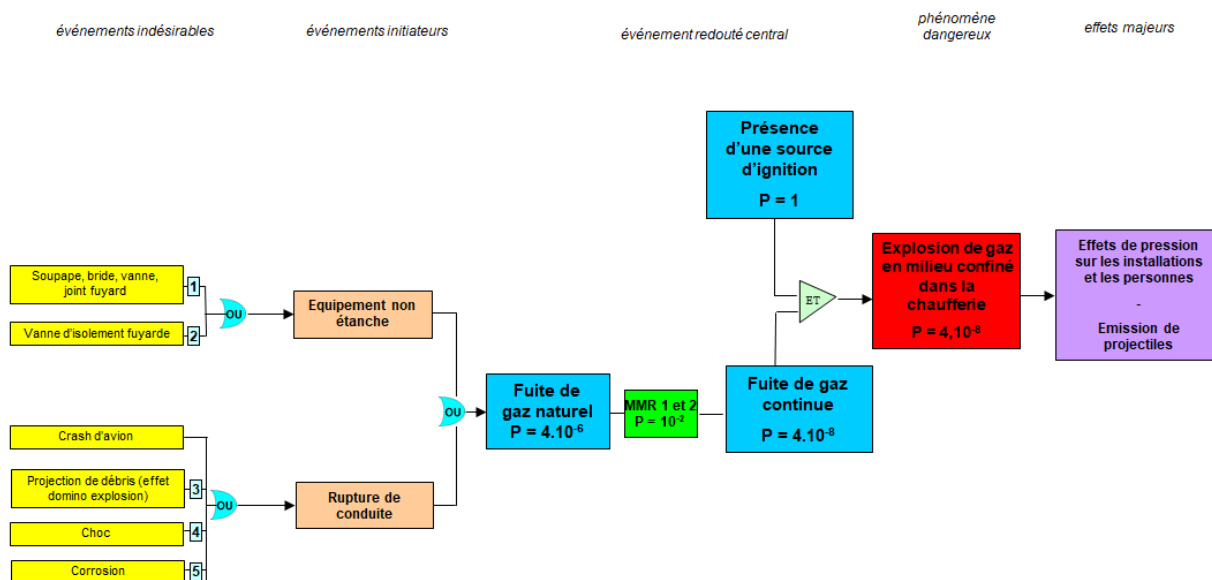 événements indésirables
événements initiateurs
événement redouté central
phénomène
dangereux
effets majeurs
Présence
d'une source
d'ignition
P = 1
Soupape, bride, vanne,
joint fuyard
1
Vanne d'isolement fuyarde
2
OU
Equipement non
étanche
ET
Explosion de gaz
en milieu confiné
dans la
chaufferie
P = 4,10-8
Effets de pression
sur les installations
et les personnes
-
Emission de
projectiles
OU
Fuite de
gaz naturel
P = 4.10-6
MMR 1 et 2
P = 10-2
Fuite de gaz
continue
P = 4.10-8
Crash d'avion
Projection de débris (effet
domino explosion)
3
Choc
4
Corrosion
5
OU
Rupture de
conduite